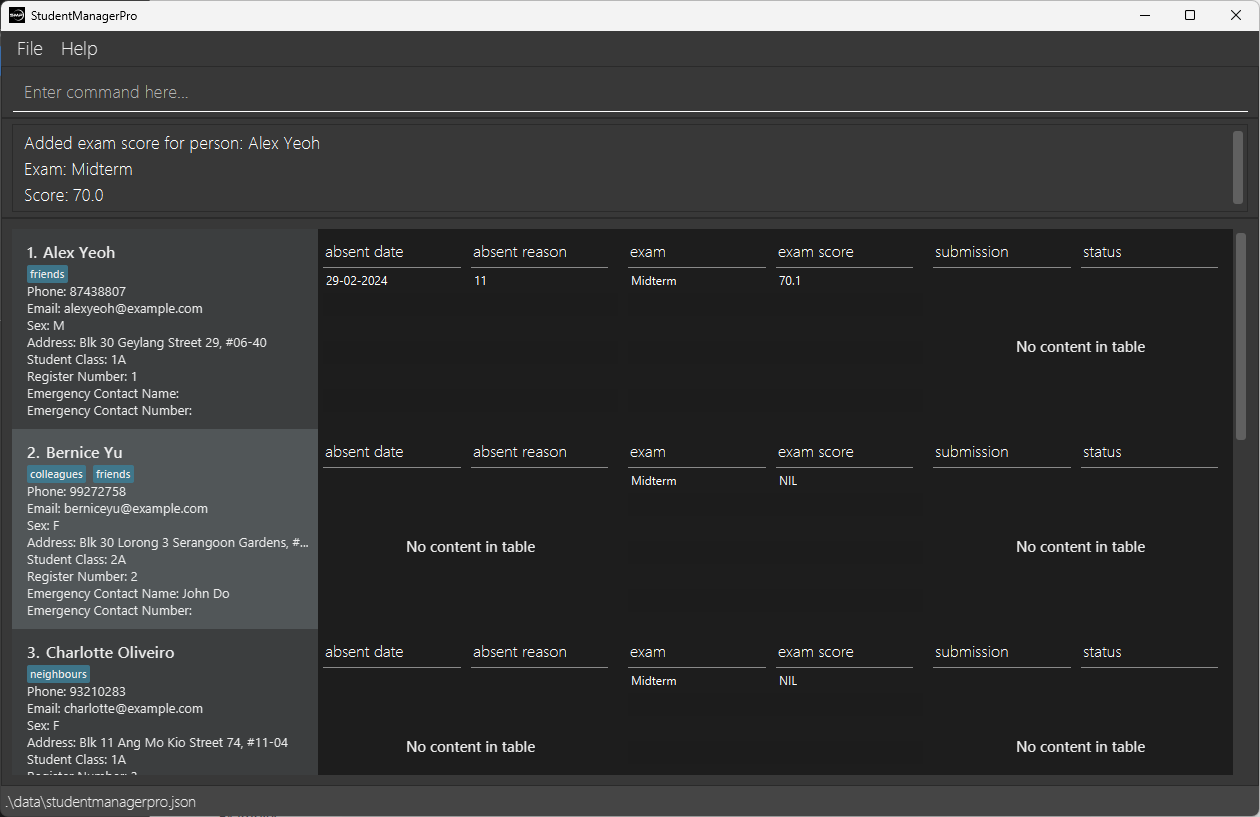 StudentManagerPro
File Help
Enter command here...
Added exam score for person: Alex Yeoh
Exam: Midterm
Score: 70.0
1. Alex Yeoh
friends
Phone: 87438807
Email: alexyeoh@example.com
Sex: M
Address: Blk 30 Geylang Street 29, #06-40
Student Class: 1A
Register Number: 1
Emergency Contact Name:
Emergency Contact Number:
absent date absent reason exam exam score submission status
29-02-2024 11 Midterm 70.1
No content in table
2. Bernice Yu
colleagues friends
Phone: 99272758
Email: berniceyu@example.com
Sex: F
Address: Blk 30 Lorong 3 Serangoon Gardens, #...
Student Class: 2A
Register Number: 2
Emergency Contact Name: John Do
Emergency Contact Number:
absent date absent reason exam exam score submission status
Midterm NIL
No content in table No content in table
3. Charlotte Oliveiro
neighbours
Phone: 93210283
Email: charlotte@example.com
Sex: F
Address: Blk 11 Ang Mo Kio Street 74, #11-04
Student Class: 1A
absent date absent reason exam exam score submission status
Midterm NIL
No content in table No content in table
.\data\studentmanagerpro.json